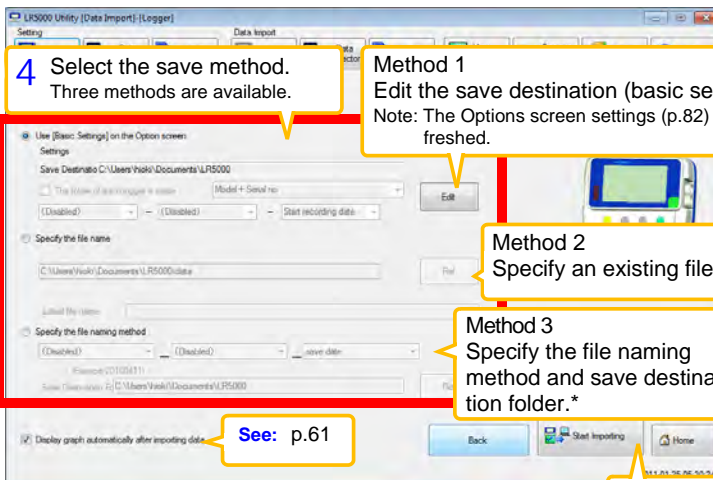 LR5000 Utility [Data Import]-[Logger]
Setting
Data Import
Data
4 Select the save method.
Three methods are available.
Method 1
Edit the save destination (basic se
Note: The Options screen settings (p.82)
freshed.
Use [Basic Settings] on the Option screen
Settings
Save Destinatio C:\Users\hioki\Documents\LR5000
Model + Serial no
Edit
(Disabled) – (Disabled) – Start recording date
Specify the file name
Method 2
Specify an existing file
C:\Users\hioki\Documents\LR5000\data
Ref
Specify the file naming method
Method 3
Specify the file naming
method and save destina
tion folder.*
(Disabled) _ (Disabled) _ save date
C:\Users\hioki\Documents\LR5000
Display graph automatically after importing data
See: p.61
Back
Start Importing
Home